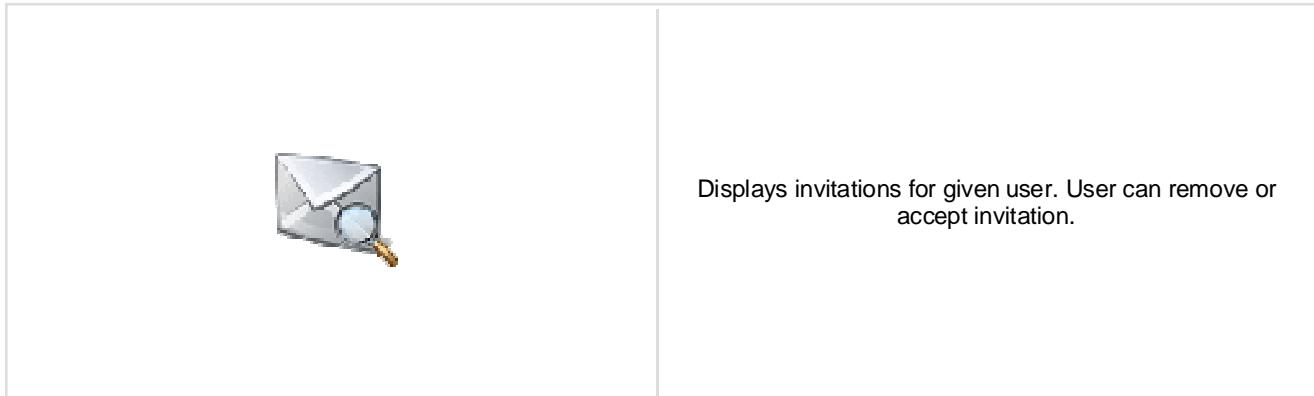 Displays invitations for given user. User can remove or
accept invitation.